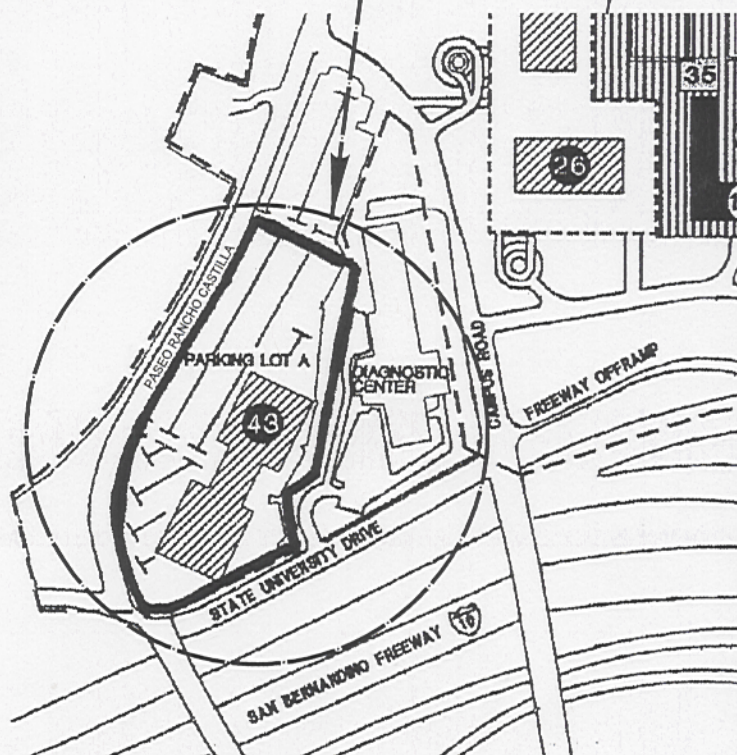 35
26
PASEO RANCHO CASTILLA
PARKING LOT A
DIAGNOSTIC
CENTER
CAMPUS ROAD
FREEWAY OFFRAMP
43
STATE UNIVERSITY DRIVE
SAN BERNARDINO FREEWAY
10